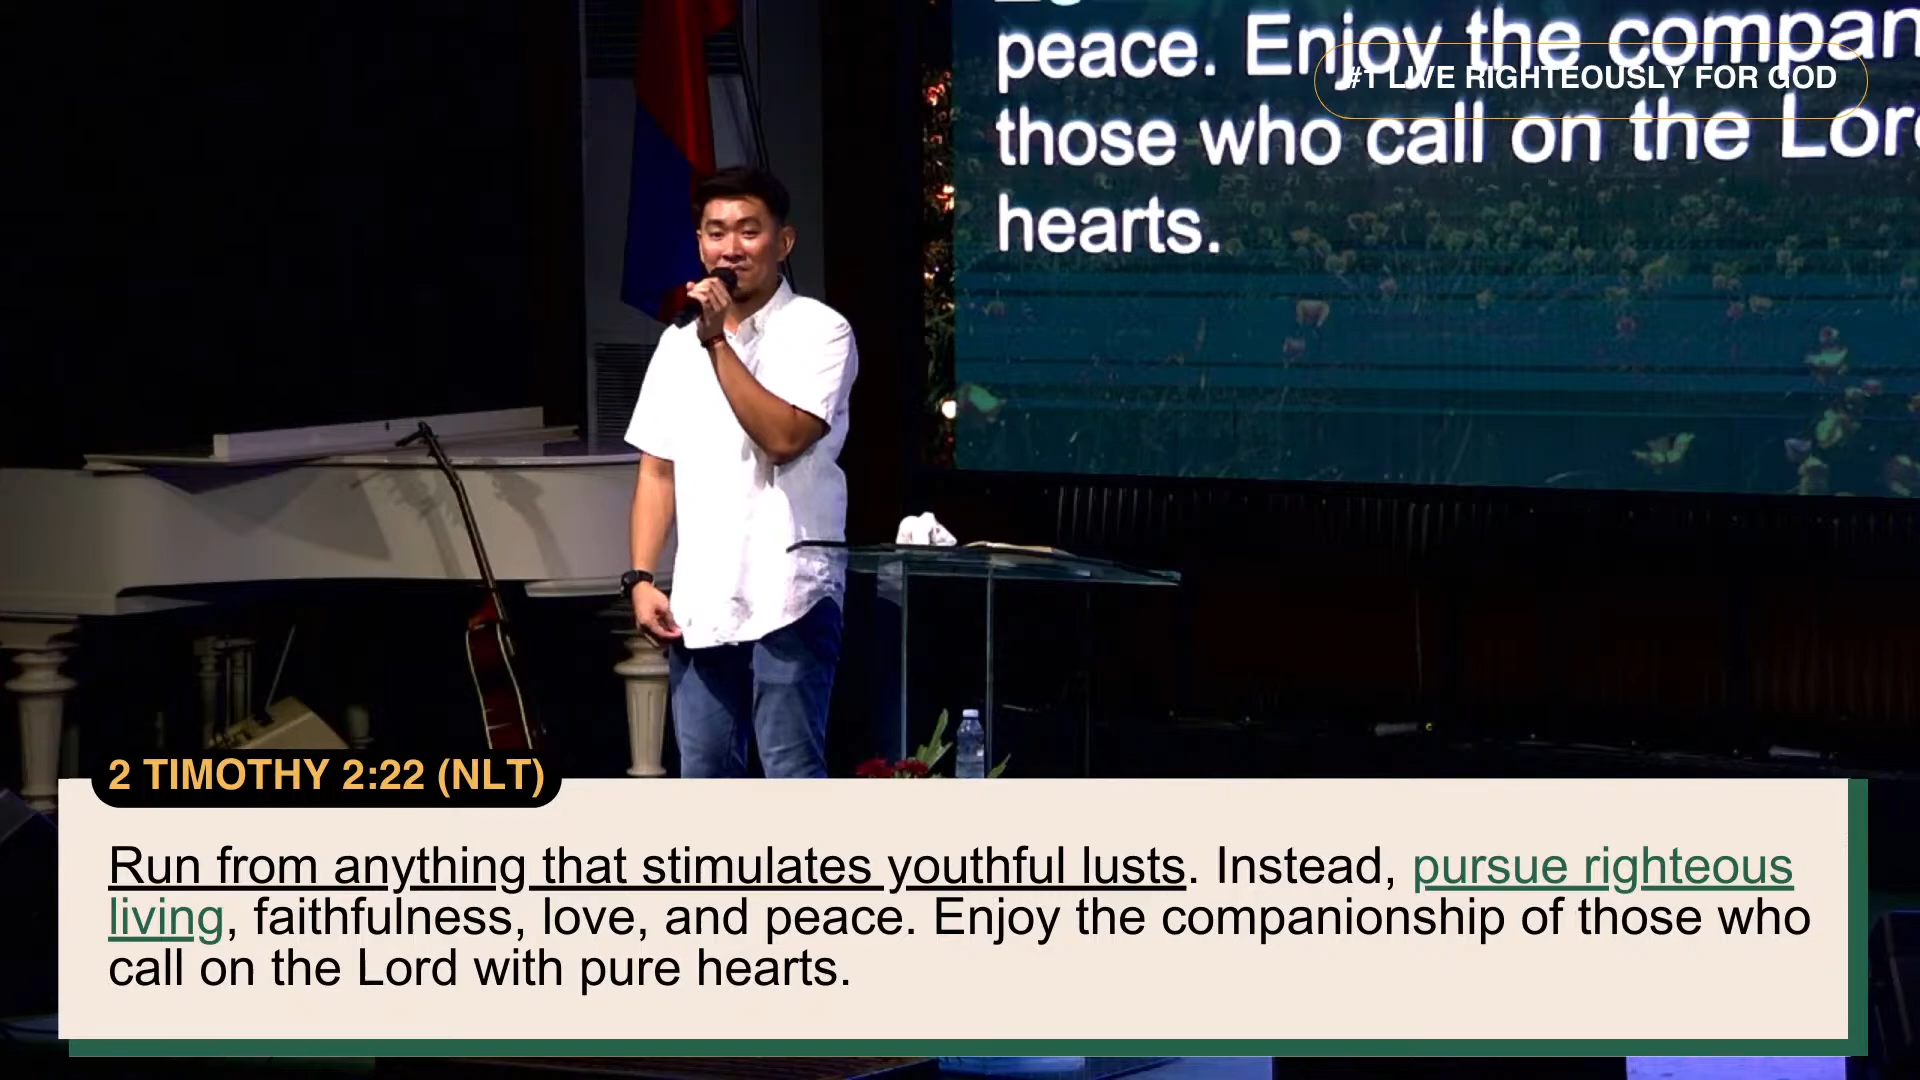 peace. Enjoy the compan
#1 LIVE RIGHTEOUSLY FOR GOD
those who call on the Lor
hearts.
2 TIMOTHY 2:22 (NLT)
Run from anything that stimulates youthful lusts. Instead, pursue righteous
living, faithfulness, love, and peace. Enjoy the companionship of those who
call on the Lord with pure hearts.